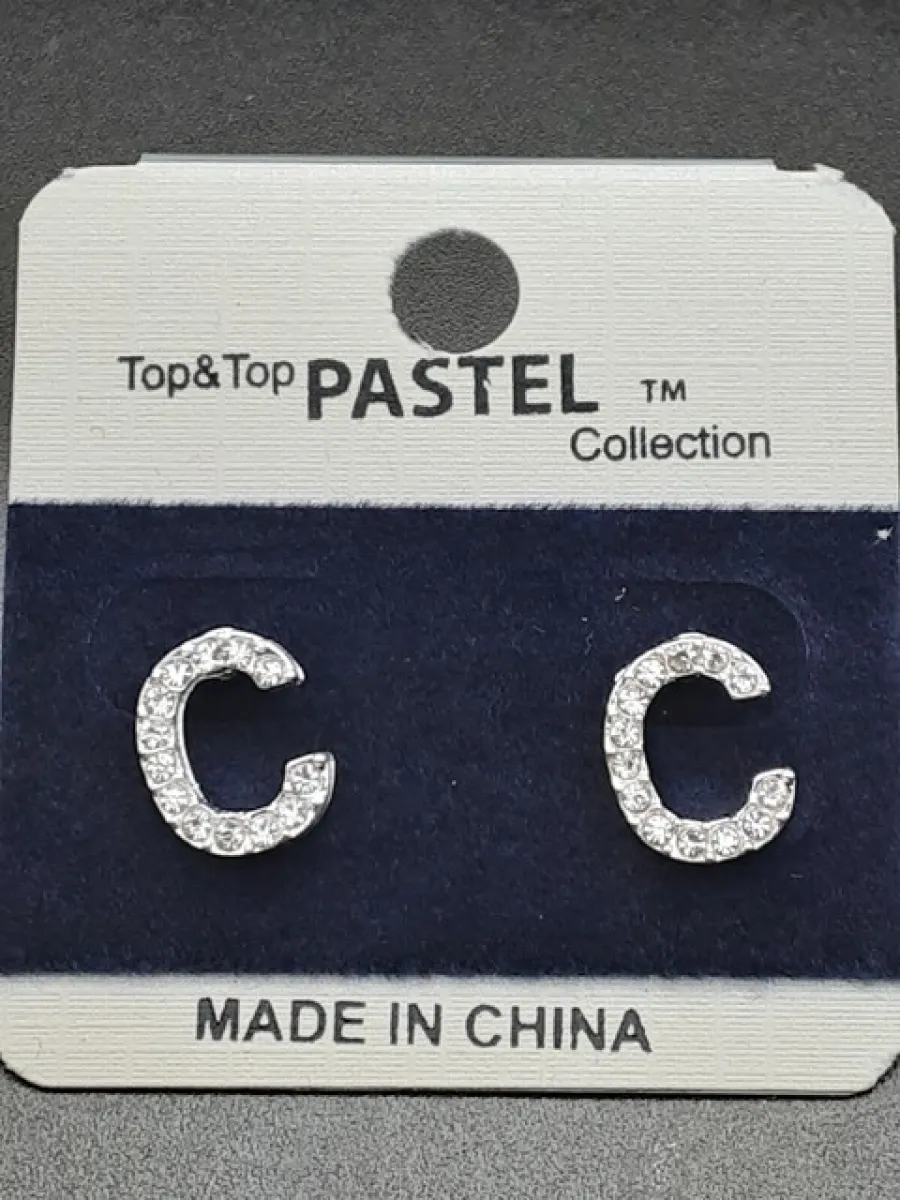 Top&Top PASTEL TM
Collection
C C
MADE IN CHINA